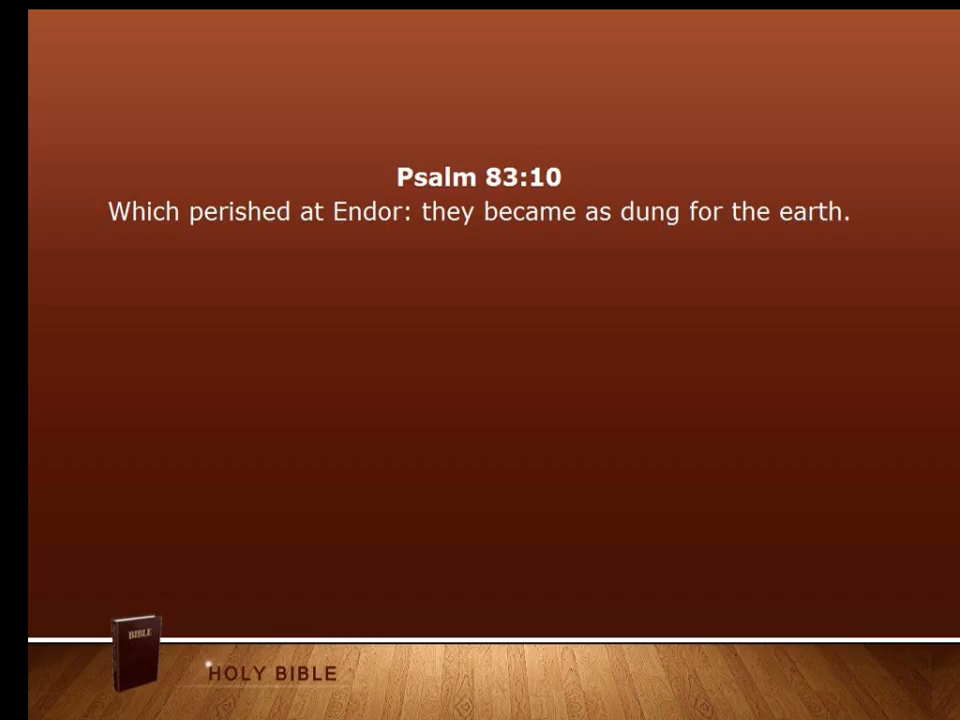 Psalm 83:10
Which perished at Endor: they became as dung for the earth.
BIBLE
HOLY BIBLE